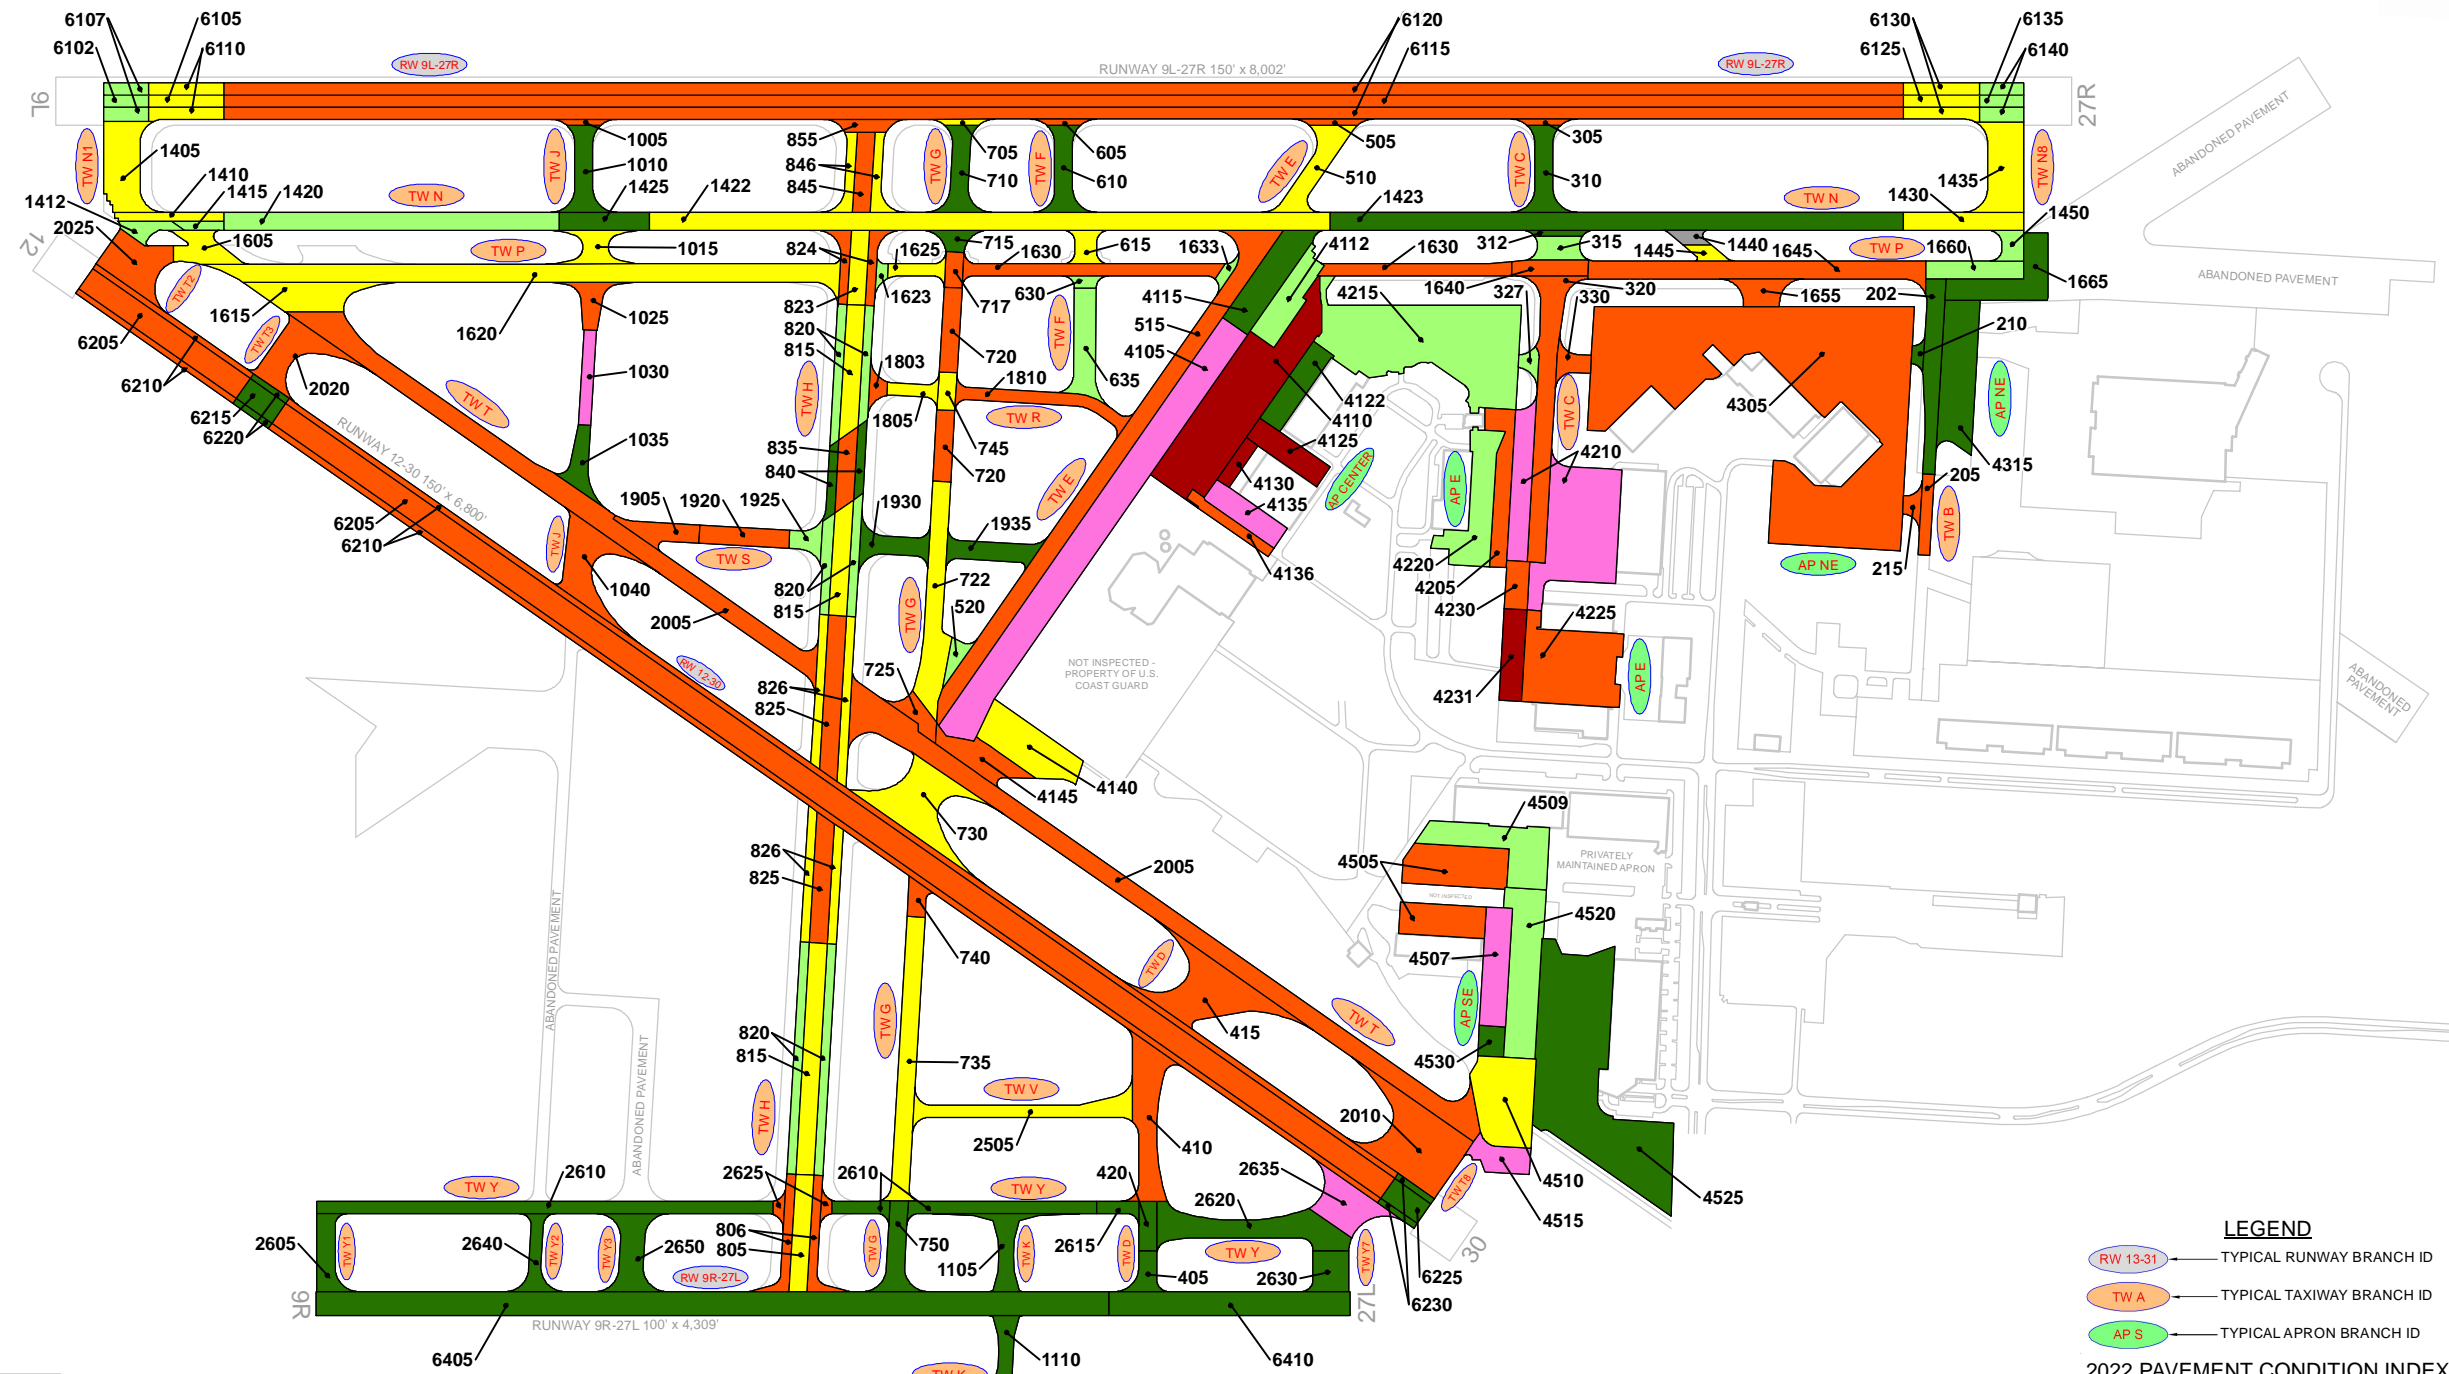 6107 6105 6120 6130 6135
6102 6110 6115 6125 6140
RW 9L-27R RW 9L-27R
RUNWAY 9L-27R 150' x 8,002'
9L 27R
ABANDONED PAVEMENT
1005 855 705 605 505 305
TW N1 1405 TW J 1010 846 TW G TW F TW E TW C TW N8
1410 845 710 610 510 310 1435
1415 1420 TW N 1425 1422 1423 TW N 1430
1412 1450
2025
12 1605 TW P 1015 824 1625 715 1630 615 1633 4112 1630 312 315 1445 1440 1645 TW P 1660
ABANDONED PAVEMENT
TW T2 823 1623 717 630 4115 4215 1640 327 330 320 1655 202 1665
1615 1620 1025 820 515 210
6205 TW T3 815 1803 720 TW F 4105
6210 2020 1030 TW H 1810 635 4122 4305 AP NE
6215 TW T 1805 TW R 4110 TW C
6220 RUNWAY 12-30 150' x 6,800'
1035 835 745 4125 4210 4315
840 720 TW E 4130 AP CENTER AP E 205
1905 1920 1925 1930 4135 TW B
6205 1935
6210 TW J TW S 4220 AP NE 215
1040 820 722 4136 4205
815 TW G 520 4230 4225
2005
RW 12-30 725
NOT INSPECTED -
PROPERTY OF U.S.
COAST GUARD
826 4231 AP E
825
ABANDONED
PAVEMENT
4145 4140
730 4509
826 2005 4505
825
PRIVATELY
MAINTAINED APRON
NOT INSPECTED
ABANDONED PAVEMENT
740 TW D 4520
4507
TW G AP SE
820 415 TW T
815 735 4530
ABANDONED PAVEMENT
TW H TW V
2505 410 2010
TW Y 2610 2625 2610 TW Y 420 2635 4510
2620 TW T8 4525
4515
2605 TW Y1 2640 TW Y2 TW Y3 2650 806 TW G 750 TW K 2615 TW D TW Y TW Y7 30
805 1105
RW 9R-27L 405 2630 6225
9R 27L 6230
RUNWAY 9R-27L 100' x 4,309'
6405 1110 6410
TW K
LEGEND
RW 13-31 TYPICAL RUNWAY BRANCH ID
TW A TYPICAL TAXIWAY BRANCH ID
AP S TYPICAL APRON BRANCH ID
2022 PAVEMENT CONDITION INDEX